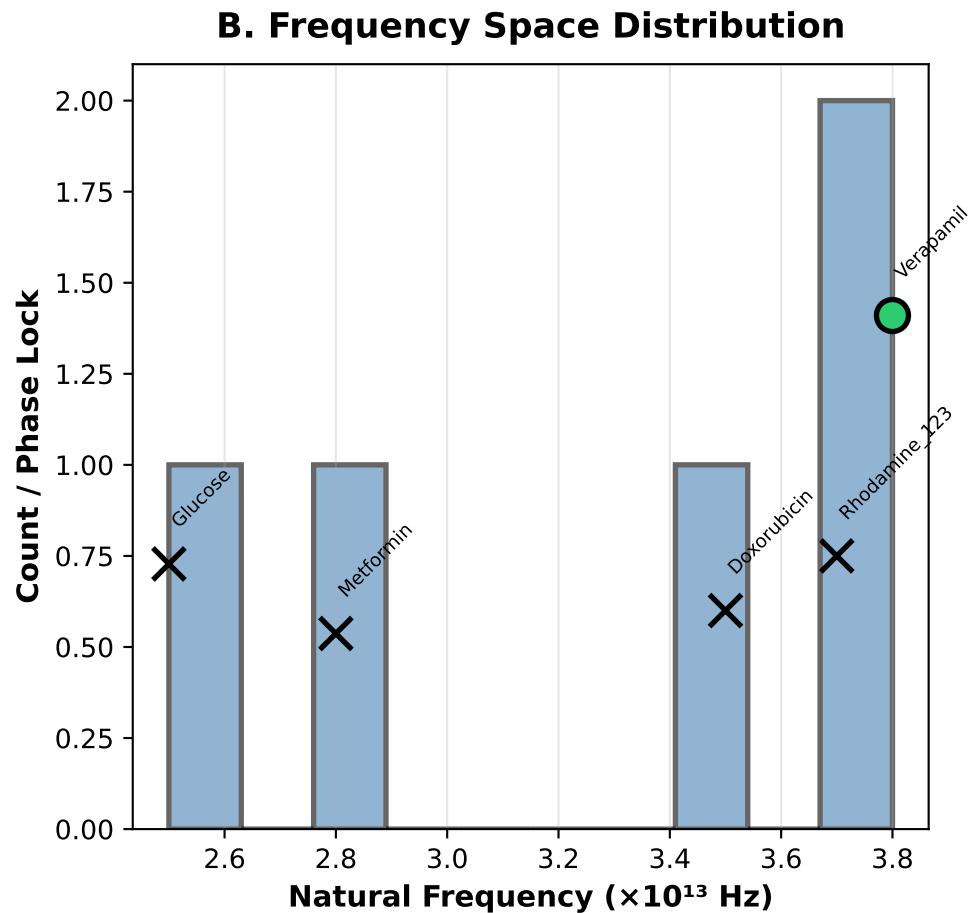 B. Frequency Space Distribution
Count / Phase Lock
2.00
1.75
1.50
1.25
1.00
0.75
0.50
0.25
0.00
Verapamil
Rhodamine_123
Glucose
Doxorubicin
Metformin
2.6 2.8 3.0 3.2 3.4 3.6 3.8
Natural Frequency (×10¹³ Hz)